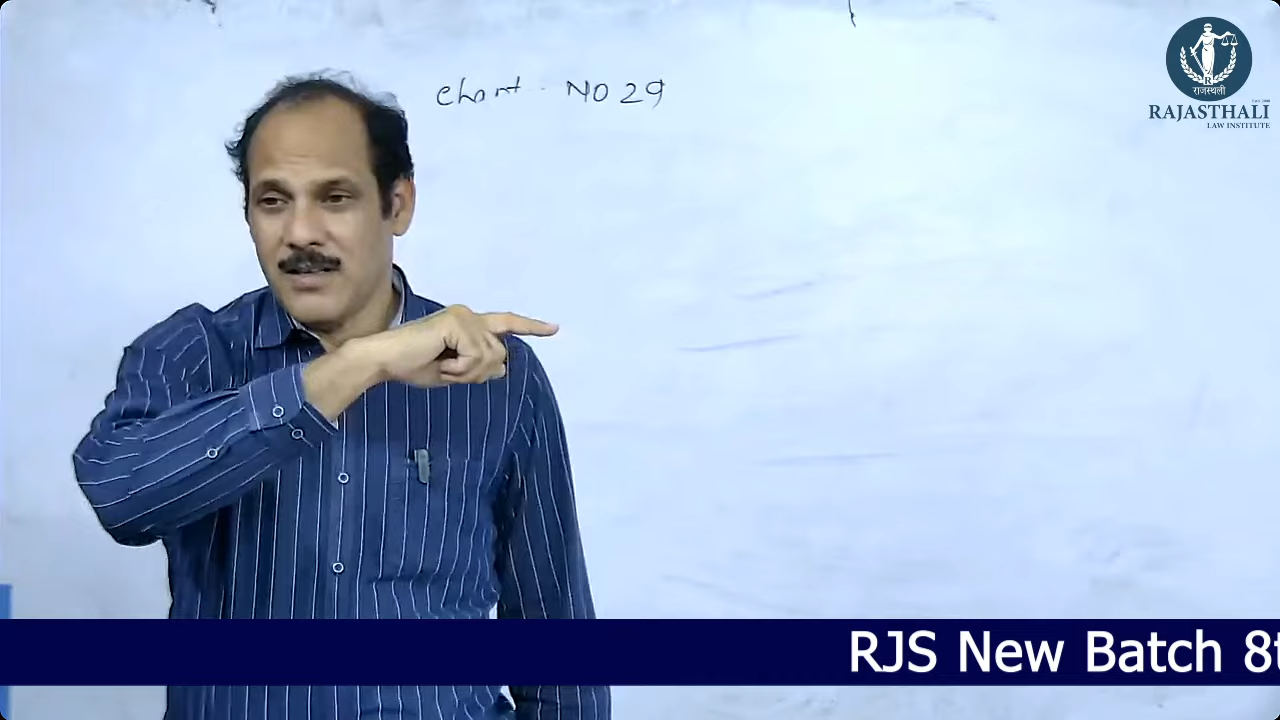 Chart - NO 29
राजस्थली
RAJASTHALI
LAW INSTITUTE
RJS New Batch 8t